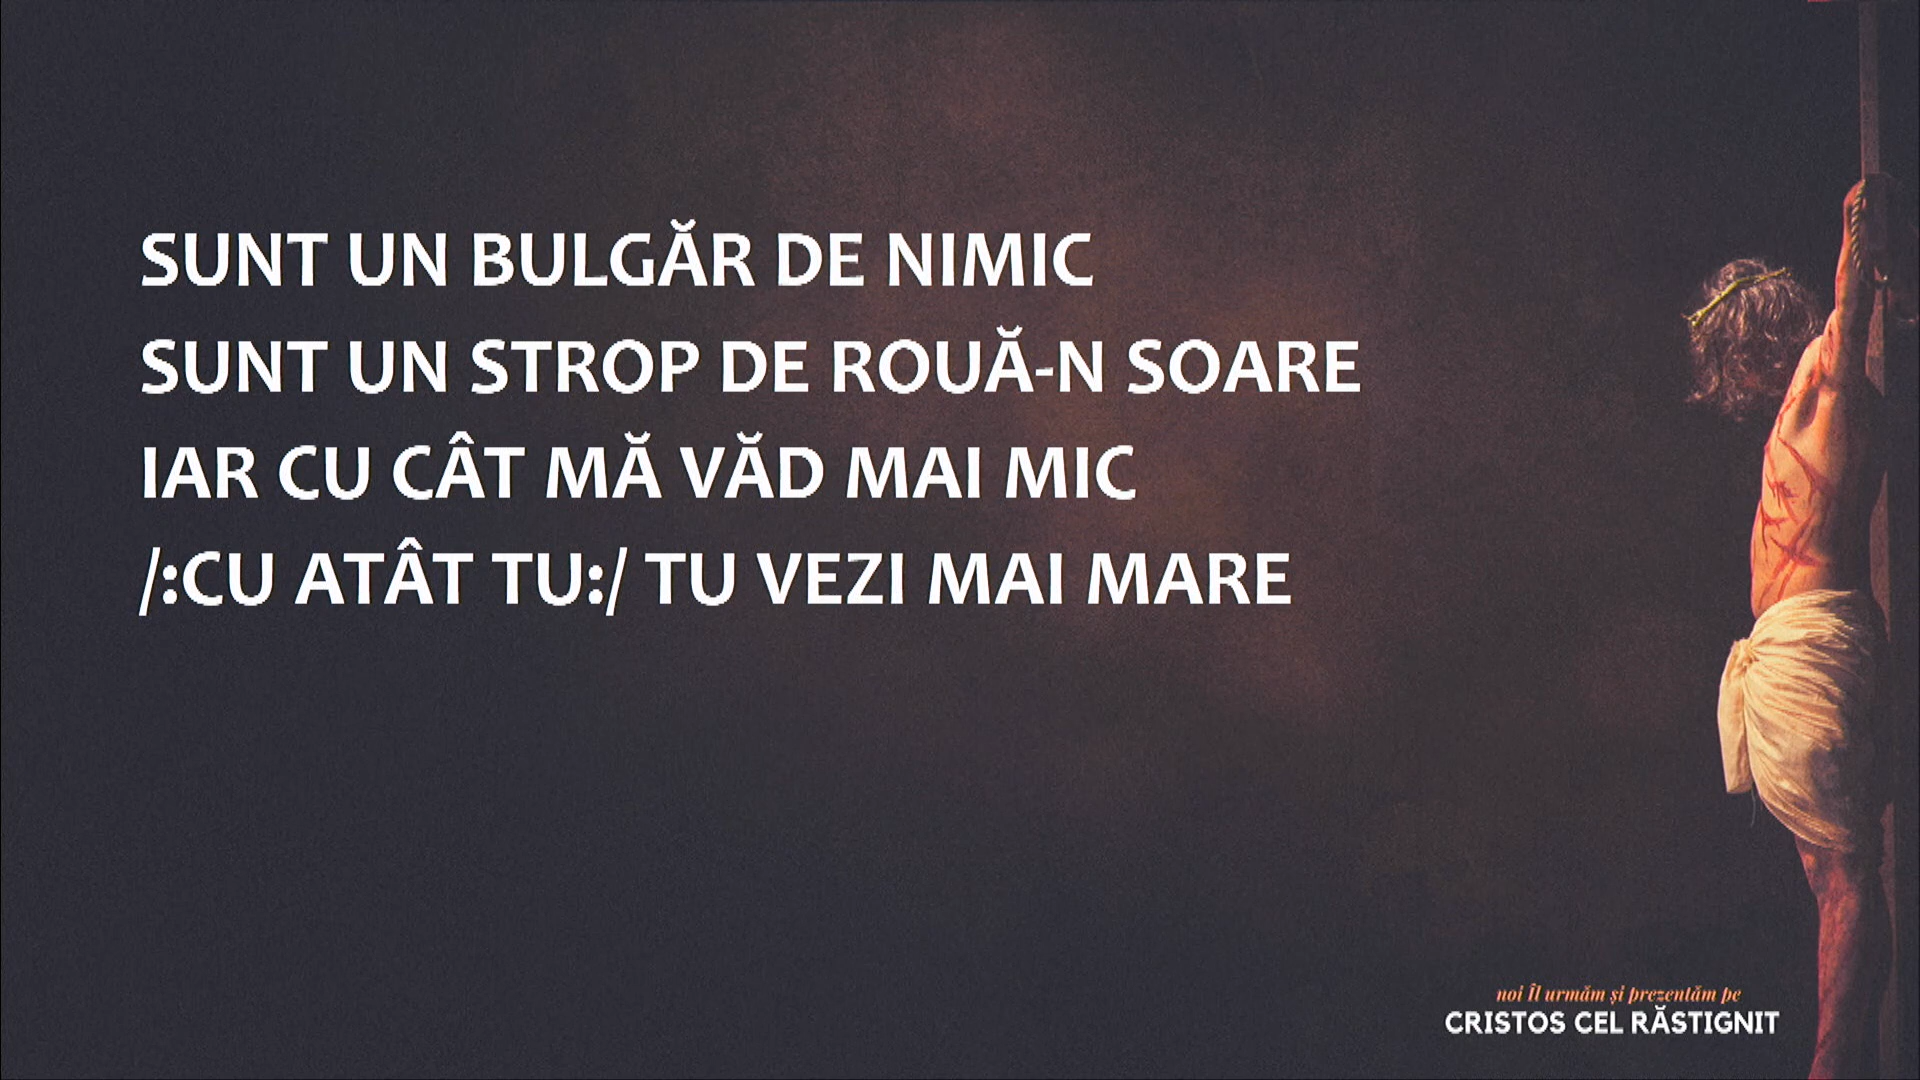 SUNT UN BULGĂR DE NIMIC
SUNT UN STROP DE ROUĂ-N SOARE
IAR CU CÂT MĂ VĂD MAI MIC
/:CU ATÂT TU:/ TU VEZI MAI MARE
noi Îl urmăm și prezentăm pe
CRISTOS CEL RĂSTIGNIT